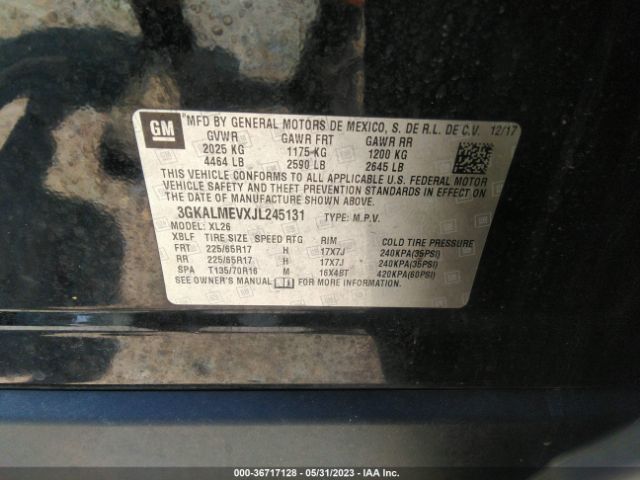 GM
MFD BY GENERAL MOTORS DE MEXICO, S. DE R.L. DE C.V. 12/17
GVWR GAWR FRT GAWR RR
2025 KG 1175 KG 1200 KG
4464 LB 2590 LB 2645 LB
THIS VEHICLE CONFORMS TO ALL APPLICABLE U.S. FEDERAL MOTOR
VEHICLE SAFETY AND THEFT PREVENTION STANDARDS IN EFFECT ON
THE DATE OF MANUFACTURE SHOWN ABOVE.
3GKALMEVXJL245131 TYPE: M.P.V.
MODEL: XL26
XBLF TIRE SIZE SPEED RTG RIM COLD TIRE PRESSURE
FRT 225/65R17 H 17X7J 240KPA(35PSI)
RR 225/65R17 H 17X7J 240KPA(35PSI)
SPA T135/70R16 M 16X4BT 420KPA(60PSI)
SEE OWNER'S MANUAL FOR MORE INFORMATION.
000-36717128 - 05/31/2023 - IAA Inc.